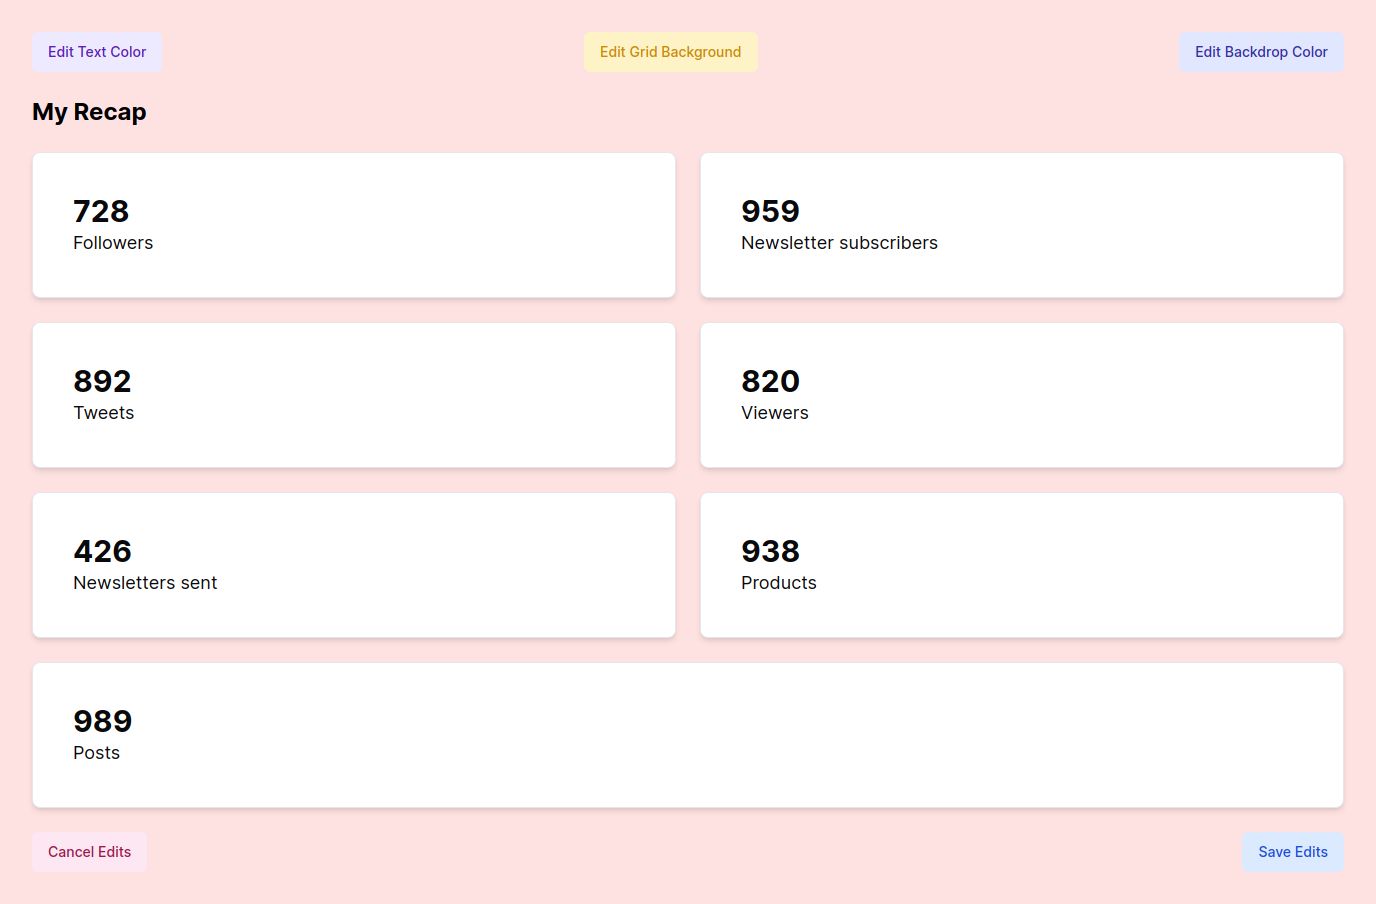 Edit Text Color
Edit Grid Background
Edit Backdrop Color
My Recap
728
Followers
959
Newsletter subscribers
892
Tweets
820
Viewers
426
Newsletters sent
938
Products
989
Posts
Cancel Edits
Save Edits